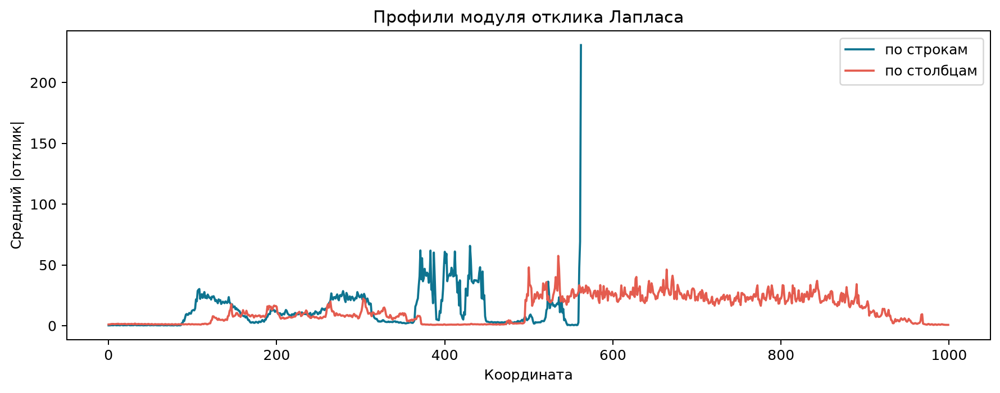 Профили модуля отклика Лапласа
по строкам
по столбцам
Средний |отклик|
200
150
100
50
0
0 200 400 600 800 1000
Координата